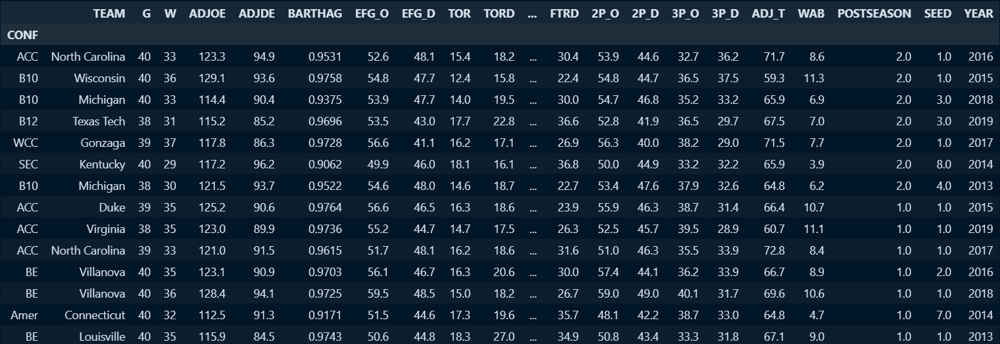 TEAM G W ADJOE ADJDE BARTHAG EFG_O EFG_D TOR TORD ... FTRD 2P_O 2P_D 3P_O 3P_D ADJ_T WAB POSTSEASON SEED YEAR
CONF
ACC North Carolina 40 33 123.3 94.9 0.9531 52.6 48.1 15.4 18.2 ... 30.4 53.9 44.6 32.7 36.2 71.7 8.6 2.0 1.0 2016
B10 Wisconsin 40 36 129.1 93.6 0.9758 54.8 47.7 12.4 15.8 ... 22.4 54.8 44.7 36.5 37.5 59.3 11.3 2.0 1.0 2015
B10 Michigan 40 33 114.4 90.4 0.9375 53.9 47.7 14.0 19.5 ... 30.0 54.7 46.8 35.2 33.2 65.9 6.9 2.0 3.0 2018
B12 Texas Tech 38 31 115.2 85.2 0.9696 53.5 43.0 17.7 22.8 ... 36.6 52.8 41.9 36.5 29.7 67.5 7.0 2.0 3.0 2019
WCC Gonzaga 39 37 117.8 86.3 0.9728 56.6 41.1 16.2 17.1 ... 26.9 56.3 40.0 38.2 29.0 71.5 7.7 2.0 1.0 2017
SEC Kentucky 40 29 117.2 96.2 0.9062 49.9 46.0 18.1 16.1 ... 36.8 50.0 44.9 33.2 32.2 65.9 3.9 2.0 8.0 2014
B10 Michigan 38 30 121.5 93.7 0.9522 54.6 48.0 14.6 18.7 ... 22.7 53.4 47.6 37.9 32.6 64.8 6.2 2.0 4.0 2013
ACC Duke 39 35 125.2 90.6 0.9764 56.6 46.5 16.3 18.6 ... 23.9 55.9 46.3 38.7 31.4 66.4 10.7 1.0 1.0 2015
ACC Virginia 38 35 123.0 89.9 0.9736 55.2 44.7 14.7 17.5 ... 26.3 52.5 45.7 39.5 28.9 60.7 11.1 1.0 1.0 2019
ACC North Carolina 39 33 121.0 91.5 0.9615 51.7 48.1 16.2 18.6 ... 31.6 51.0 46.3 35.5 33.9 72.8 8.4 1.0 1.0 2017
BE Villanova 40 35 123.1 90.9 0.9703 56.1 46.7 16.3 20.6 ... 30.0 57.4 44.1 36.2 33.9 66.7 8.9 1.0 2.0 2016
BE Villanova 40 36 128.4 94.1 0.9725 59.5 48.5 15.0 18.2 ... 26.7 59.0 49.0 40.1 31.7 69.6 10.6 1.0 1.0 2018
Amer Connecticut 40 32 112.5 91.3 0.9171 51.5 44.6 17.3 19.6 ... 35.7 48.1 42.2 38.7 33.0 64.8 4.7 1.0 7.0 2014
BE Louisville 40 35 115.9 84.5 0.9743 50.6 44.8 18.3 27.0 ... 34.9 50.8 43.4 33.3 31.8 67.1 9.0 1.0 1.0 2013